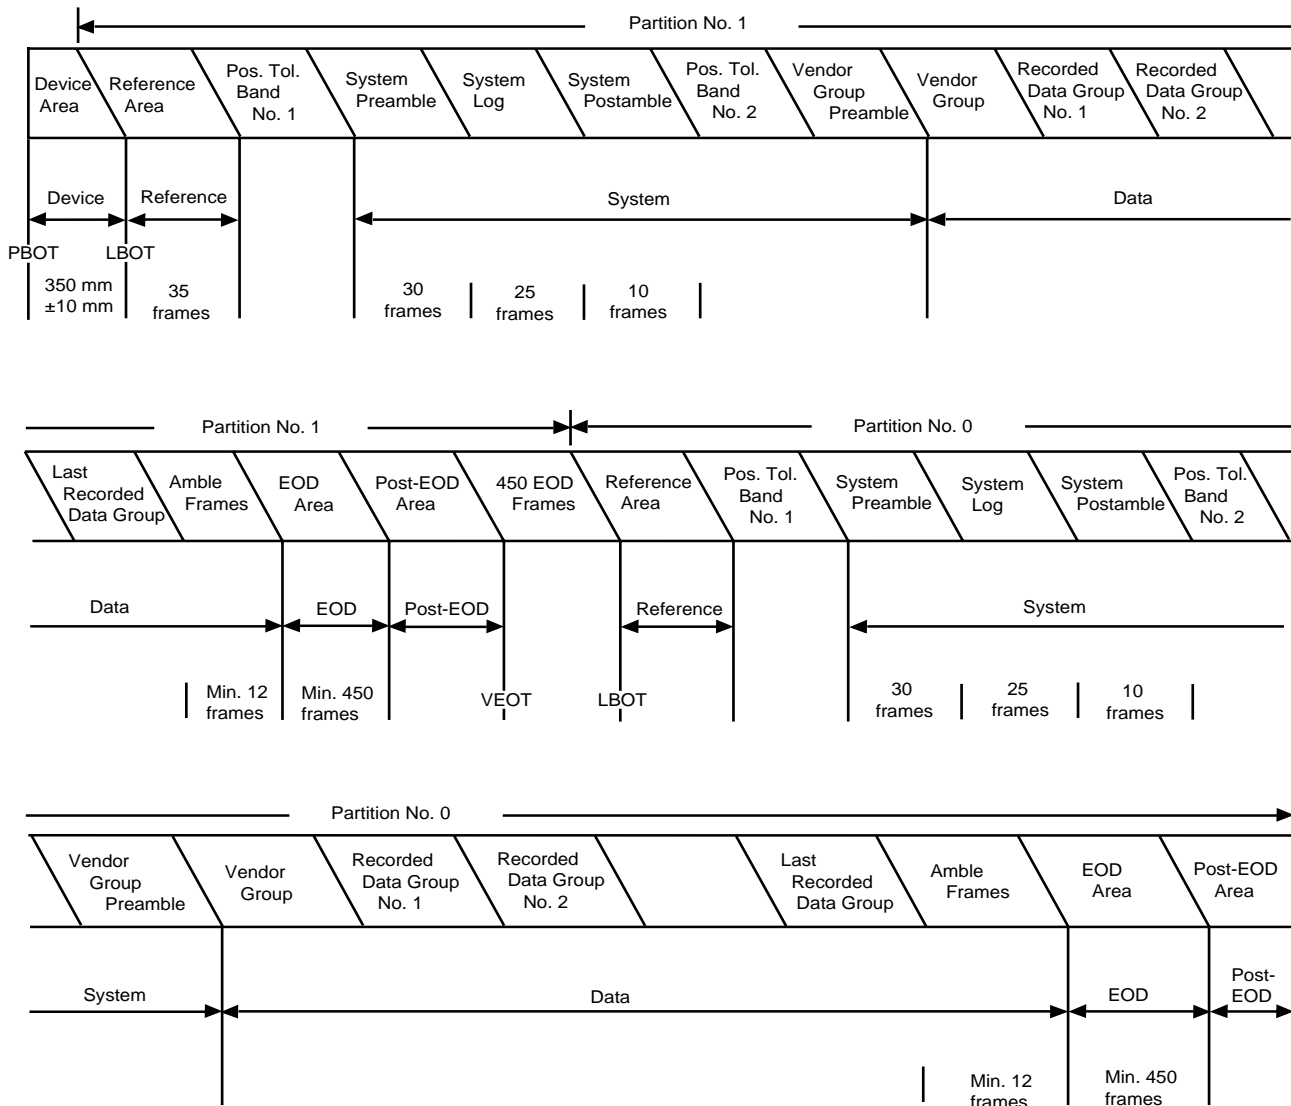 Partition No. 1
Device
Area
Reference
Area
Pos. Tol.
Band
No. 1
System
Preamble
System
Log
System
Postamble
Pos. Tol.
Band
No. 2
Vendor
Group
Preamble
Vendor
Group
Recorded
Data Group
No. 1
Recorded
Data Group
No. 2
Device
Reference
System
Data
PBOT
LBOT
350 mm
±10 mm
35
frames
30
frames
25
frames
10
frames
Partition No. 1
Partition No. 0
Last
Recorded
Data Group
Amble
Frames
EOD
Area
Post-EOD
Area
450 EOD
Frames
Reference
Area
Pos. Tol.
Band
No. 1
System
Preamble
System
Log
System
Postamble
Pos. Tol.
Band
No. 2
Data
EOD
Post-EOD
Reference
System
Min. 12
frames
Min. 450
frames
VEOT
LBOT
30
frames
25
frames
10
frames
Partition No. 0
Vendor
Group
Preamble
Vendor
Group
Recorded
Data Group
No. 1
Recorded
Data Group
No. 2
Last
Recorded
Data Group
Amble
Frames
EOD
Area
Post-EOD
Area
System
Data
EOD
Post-
EOD
Min. 12
frames
Min. 450
frames